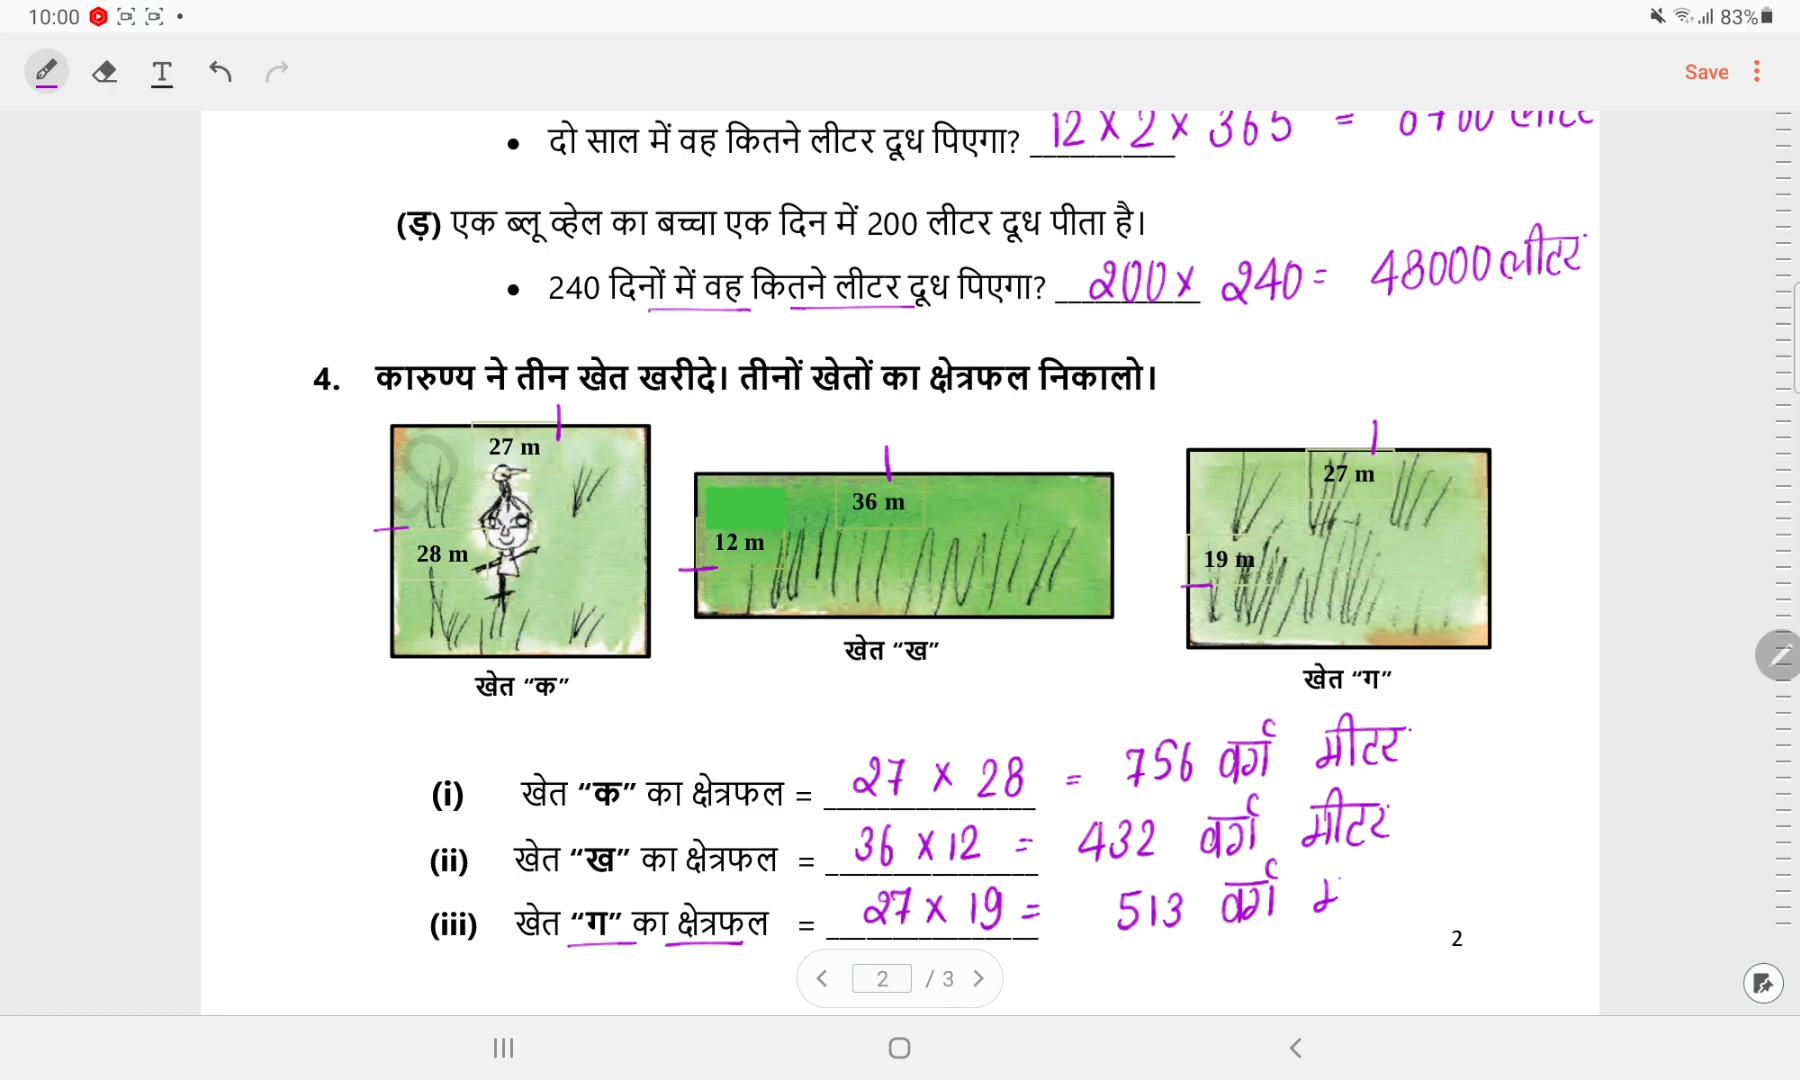 10:00 83%
Save
• दो साल में वह कितने लीटर दूध पिएगा? 12 × 2 × 365 =
(ड़) एक ब्लू व्हेल का बच्चा एक दिन में 200 लीटर दूध पीता है।
• 240 दिनों में वह कितने लीटर दूध पिएगा? 200 × 240 = 48000 लीटर
4. कारुण्य ने तीन खेत खरीदे। तीनों खेतों का क्षेत्रफल निकालो।
27 m
28 m
खेत “क”
36 m
12 m
खेत “ख”
27 m
19 m
खेत “ग”
(i) खेत “क” का क्षेत्रफल = 27 × 28 = 756 वर्ग मीटर
(ii) खेत “ख” का क्षेत्रफल = 36 × 12 = 432 वर्ग मीटर
(iii) खेत “ग” का क्षेत्रफल = 27 × 19 = 513 वर्ग
2
2 / 3